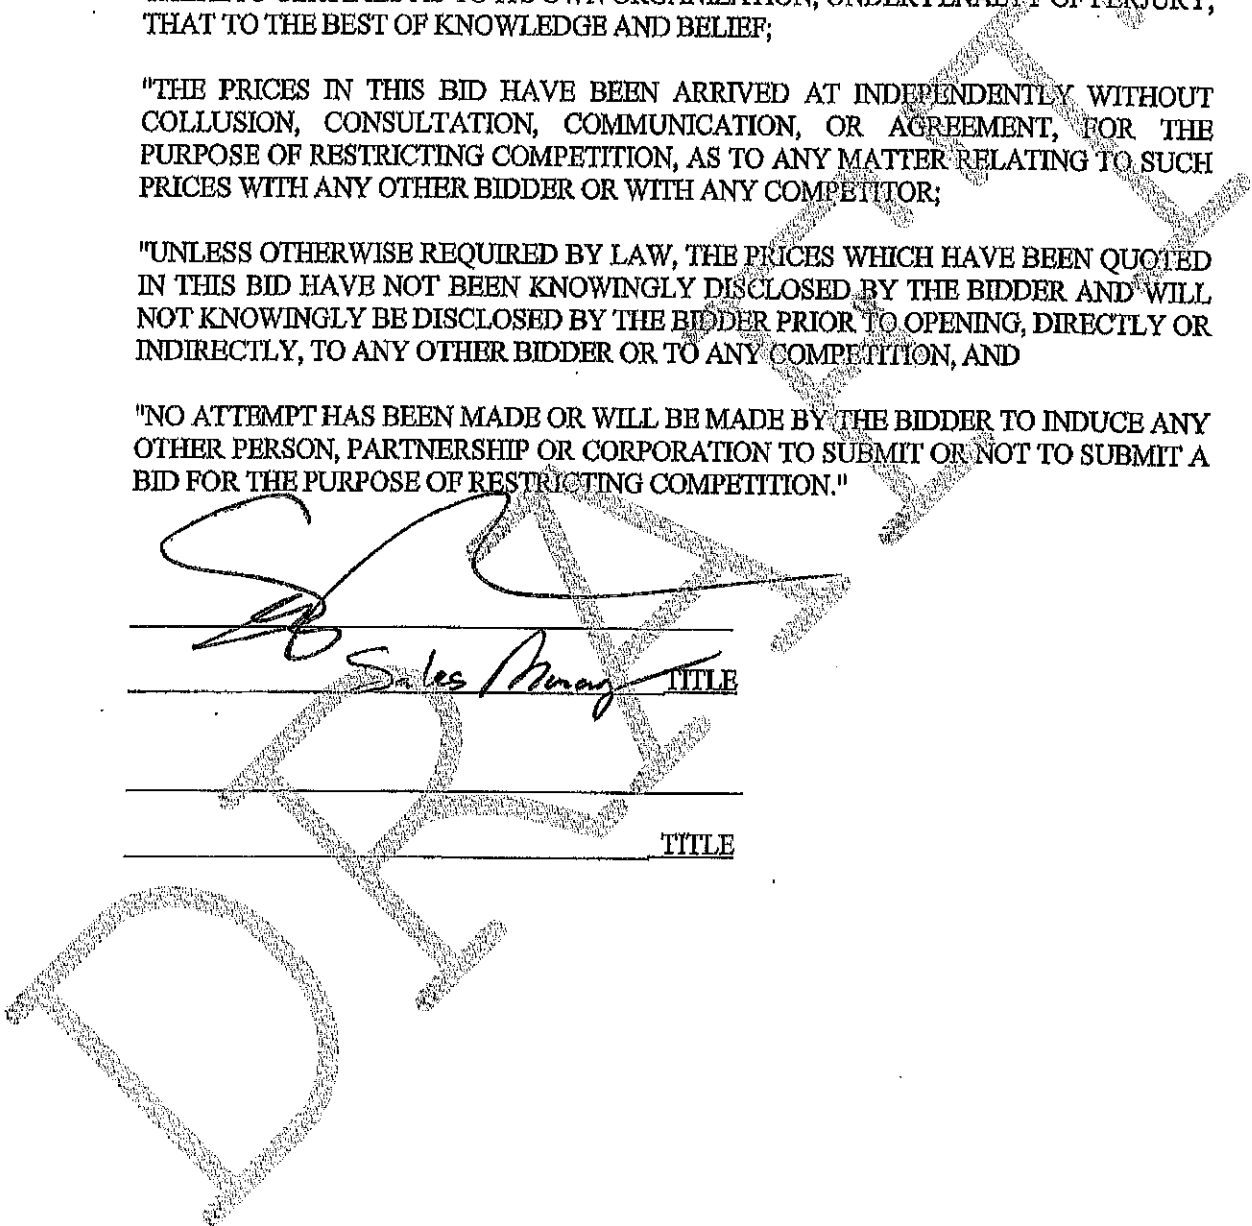 THAT TO THE BEST OF KNOWLEDGE AND BELIEF;
"THE PRICES IN THIS BID HAVE BEEN ARRIVED AT INDEPENDENTLY WITHOUT
COLLUSION, CONSULTATION, COMMUNICATION, OR AGREEMENT, FOR THE
PURPOSE OF RESTRICTING COMPETITION, AS TO ANY MATTER RELATING TO SUCH
PRICES WITH ANY OTHER BIDDER OR WITH ANY COMPETITOR;
"UNLESS OTHERWISE REQUIRED BY LAW, THE PRICES WHICH HAVE BEEN QUOTED
IN THIS BID HAVE NOT BEEN KNOWINGLY DISCLOSED BY THE BIDDER AND WILL
NOT KNOWINGLY BE DISCLOSED BY THE BIDDER PRIOR TO OPENING, DIRECTLY OR
INDIRECTLY, TO ANY OTHER BIDDER OR TO ANY COMPETITION, AND
"NO ATTEMPT HAS BEEN MADE OR WILL BE MADE BY THE BIDDER TO INDUCE ANY
OTHER PERSON, PARTNERSHIP OR CORPORATION TO SUBMIT OR NOT TO SUBMIT A
BID FOR THE PURPOSE OF RESTRICTING COMPETITION."
Sales Manager TITLE
TITLE